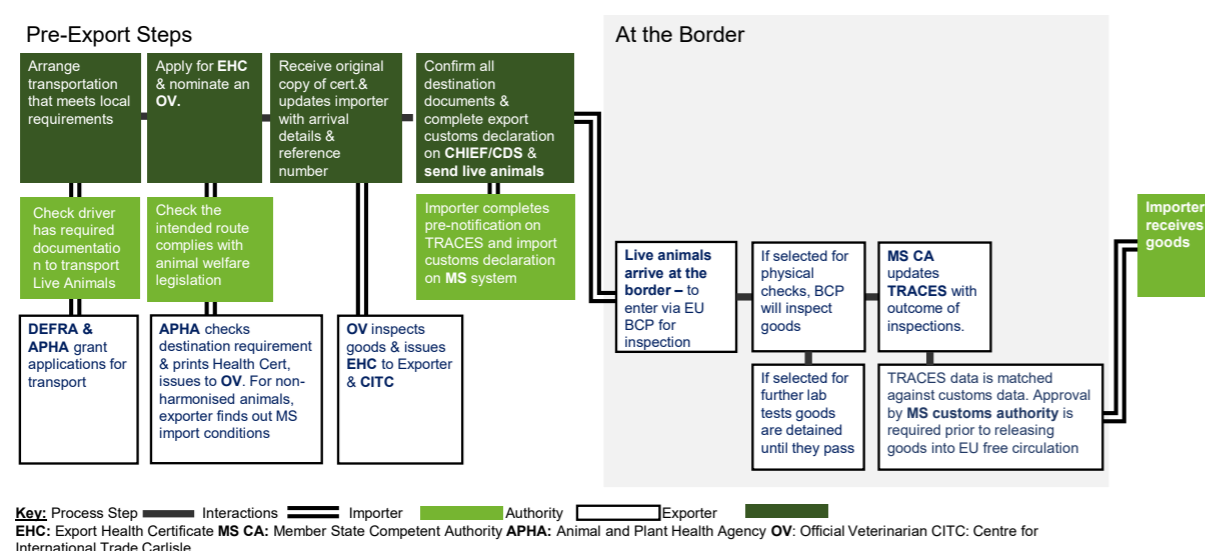 Pre-Export Steps
At the Border
Arrange
transportation
that meets local
requirements
Apply for EHC
& nominate an
OV.
Receive original
copy of cert.&
updates importer
with arrival
details &
reference
number
Confirm all
destination
documents &
complete export
customs declaration
on CHIEF/CDS &
send live animals
Check driver
has required
documentatio
n to transport
Live Animals
Check the
intended route
complies with
animal welfare
legislation
Importer completes
pre-notification on
TRACES and import
customs declaration
on MS system
DEFRA &
APHA grant
applications for
transport
APHA checks
destination requirement
& prints Health Cert,
issues to OV. For non-
harmonised animals,
exporter finds out MS
import conditions
OV inspects
goods & issues
EHC to Exporter
& CITC
Live animals
arrive at the
border – to
enter via EU
BCP for
inspection
If selected for
physical
checks, BCP
will inspect
goods
MS CA
updates
TRACES with
outcome of
inspections.
If selected for
further lab
tests goods
are detained
until they pass
TRACES data is matched
against customs data. Approval
by MS customs authority is
required prior to releasing
goods into EU free circulation
Importer
receives
goods
Key: Process Step Interactions Importer Authority Exporter
EHC: Export Health Certificate MS CA: Member State Competent Authority APHA: Animal and Plant Health Agency OV: Official Veterinarian CITC: Centre for
International Trade Carlisle